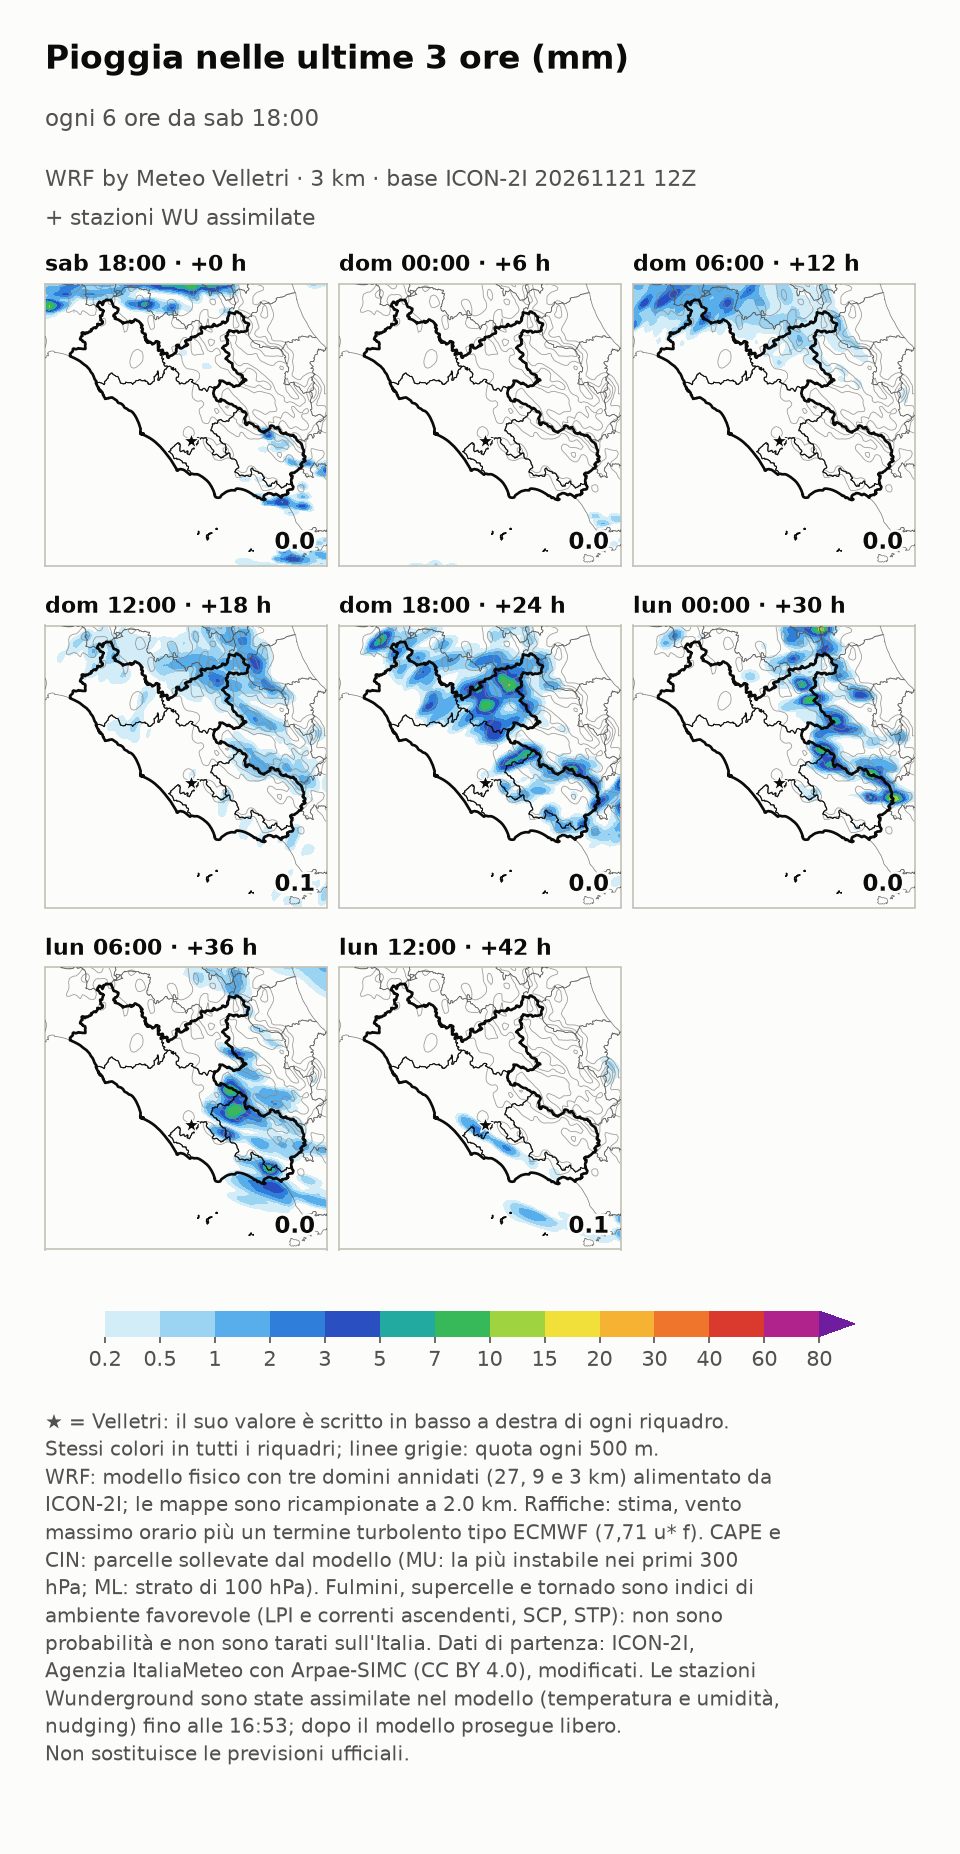 Pioggia nelle ultime 3 ore (mm)
ogni 6 ore da sab 18:00
WRF by Meteo Velletri · 3 km · base ICON-2I 20261121 12Z
+ stazioni WU assimilate
sab 18:00 · +0 h
dom 00:00 · +6 h
dom 06:00 · +12 h
0.0
0.0
0.0
dom 12:00 · +18 h
dom 18:00 · +24 h
lun 00:00 · +30 h
0.1
0.0
0.0
lun 06:00 · +36 h
lun 12:00 · +42 h
0.0
0.1
0.2 0.5 1 2 3 5 7 10 15 20 30 40 60 80
★ = Velletri: il suo valore è scritto in basso a destra di ogni riquadro.
Stessi colori in tutti i riquadri; linee grigie: quota ogni 500 m.
WRF: modello fisico con tre domini annidati (27, 9 e 3 km) alimentato da
ICON-2I; le mappe sono ricampionate a 2.0 km. Raffiche: stima, vento
massimo orario più un termine turbolento tipo ECMWF (7,71 u* f). CAPE e
CIN: parcelle sollevate dal modello (MU: la più instabile nei primi 300
hPa; ML: strato di 100 hPa). Fulmini, supercelle e tornado sono indici di
ambiente favorevole (LPI e correnti ascendenti, SCP, STP): non sono
probabilità e non sono tarati sull'Italia. Dati di partenza: ICON-2I,
Agenzia ItaliaMeteo con Arpae-SIMC (CC BY 4.0), modificati. Le stazioni
Wunderground sono state assimilate nel modello (temperatura e umidità,
nudging) fino alle 16:53; dopo il modello prosegue libero.
Non sostituisce le previsioni ufficiali.